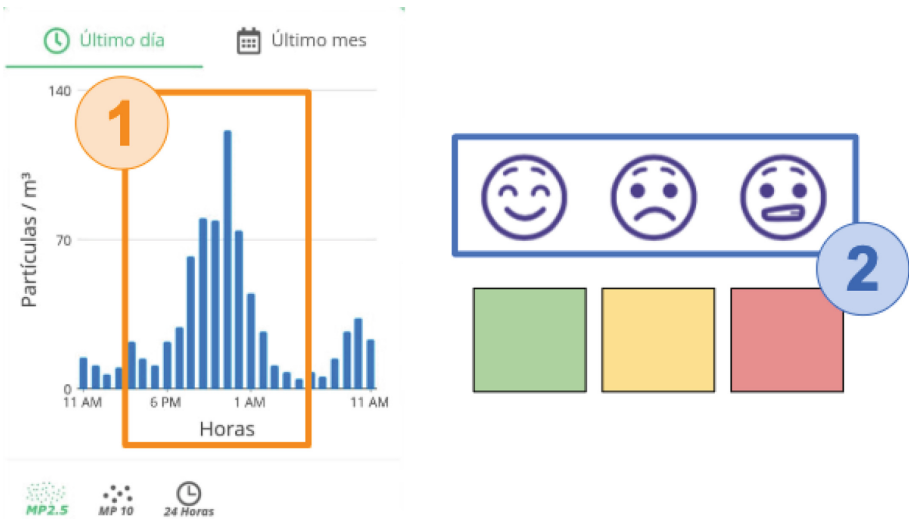 Último día
Último mes
140
1
Partículas / m³
70
0
11 AM
6 PM
1 AM
11 AM
Horas
MP2.5
MP 10
24 Horas
2